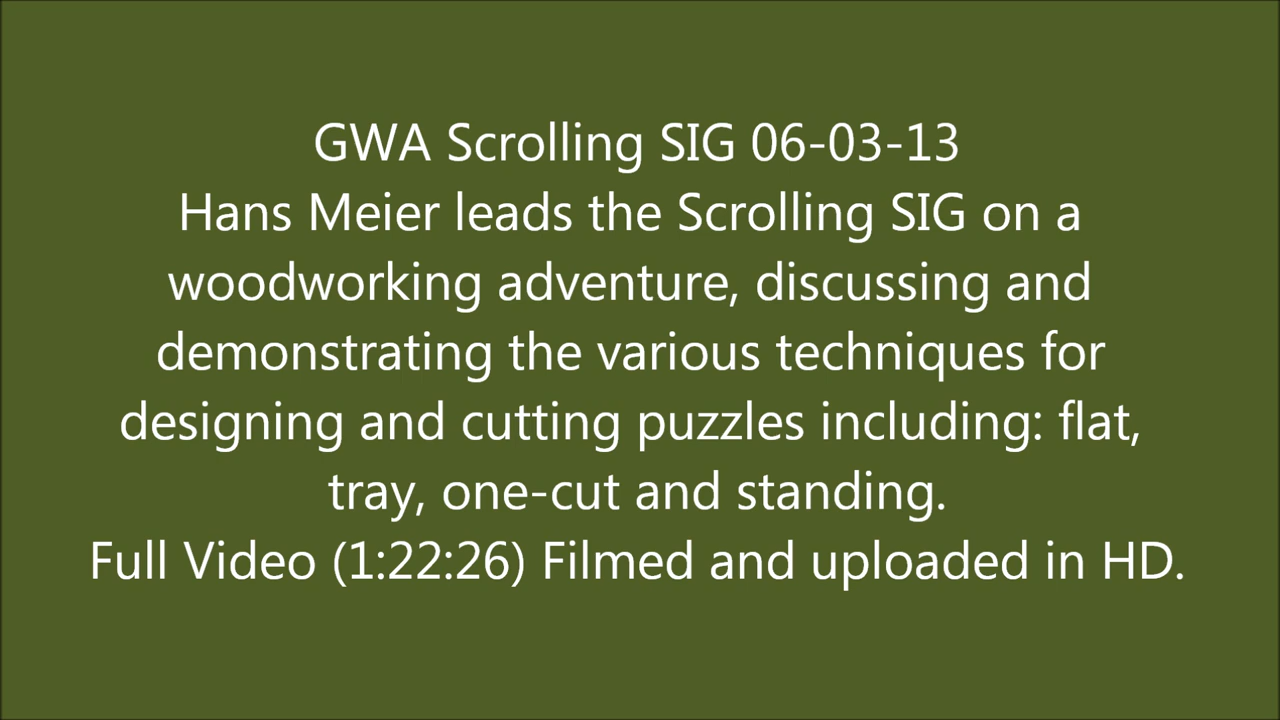 GWA Scrolling SIG 06-03-13
Hans Meier leads the Scrolling SIG on a
woodworking adventure, discussing and
demonstrating the various techniques for
designing and cutting puzzles including: flat,
tray, one-cut and standing.
Full Video (1:22:26) Filmed and uploaded in HD.